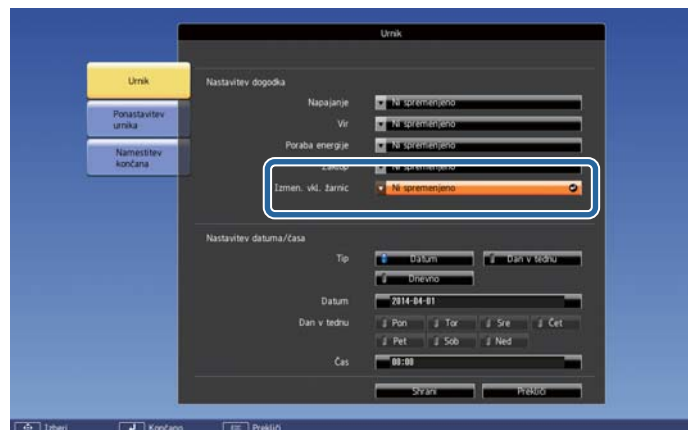 Urnik
Urnik
Ponastavitev
urnika
Namestitev
končana
Nastavitev dogodka
Napajanje Ni spremenjeno
Vir Ni spremenjeno
Poraba energije Ni spremenjeno
Zaklop Ni spremenjeno
Izmen. vkl. žarnic Ni spremenjeno
Nastavitev datuma/časa
Tip Datum Dan v tednu
Dnevno
Datum 2014-04-01
Dan v tednu Pon Tor Sre Čet
Pet Sob Ned
Čas 00:00
Shrani Prekliči
Izberi Končano Prekliči